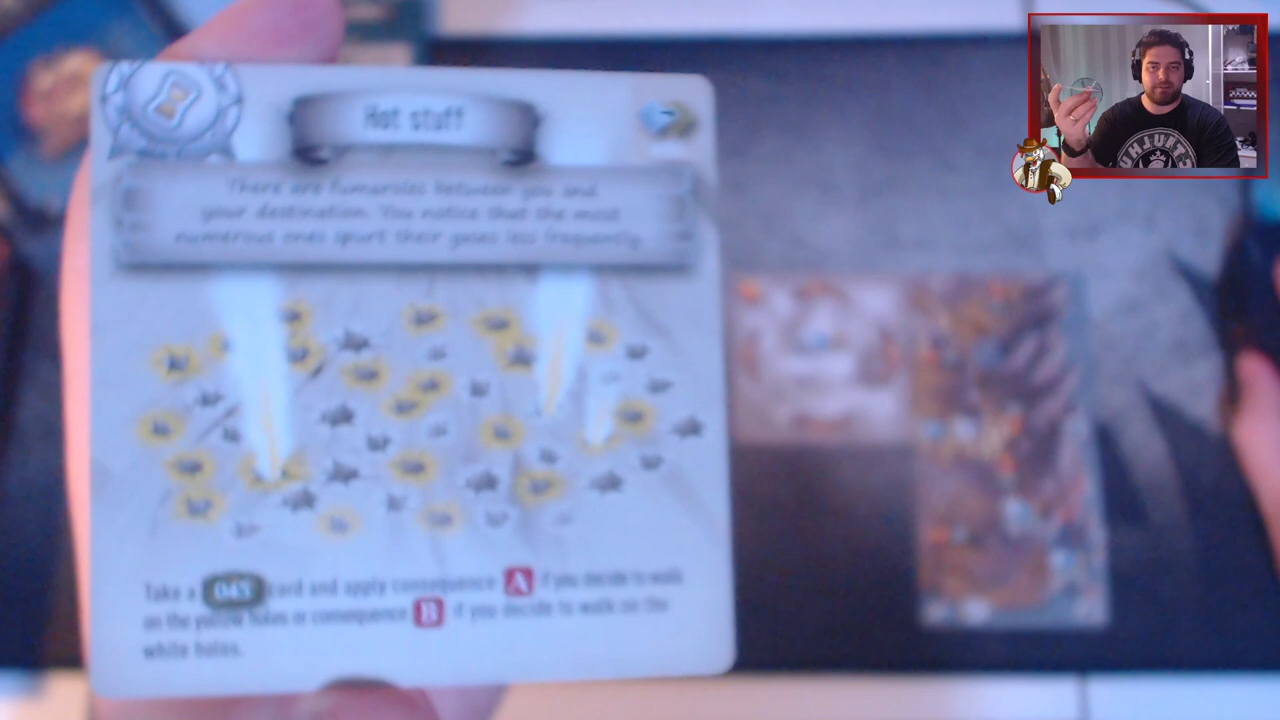 Hot stuff
There are fumaroles between you and
your destination. You notice that the most
numerous ones spurt their gases less frequently.
Take a 045 card and apply consequence A if you decide to walk
on the yellow holes or consequence B if you decide to walk on the
white holes.